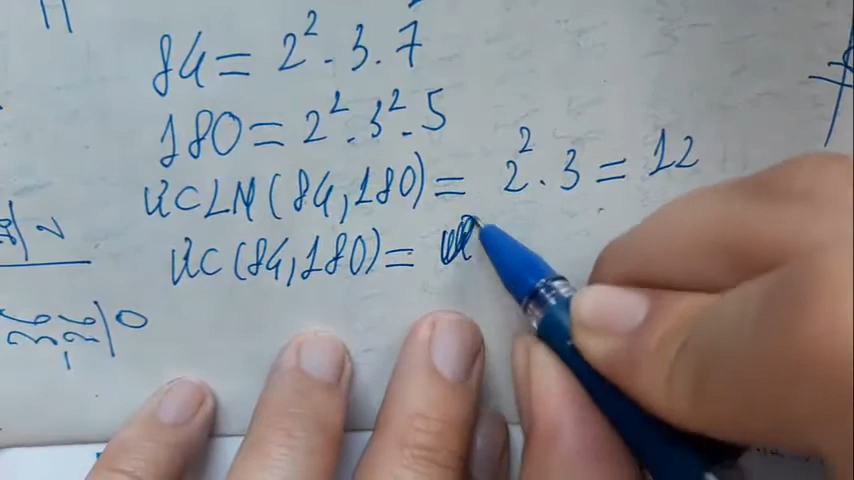 84 = 2² . 3 . 7
180 = 2² . 3² . 5
ƯCLN (84, 180) = 2² . 3 = 12
ƯC (84, 180) =